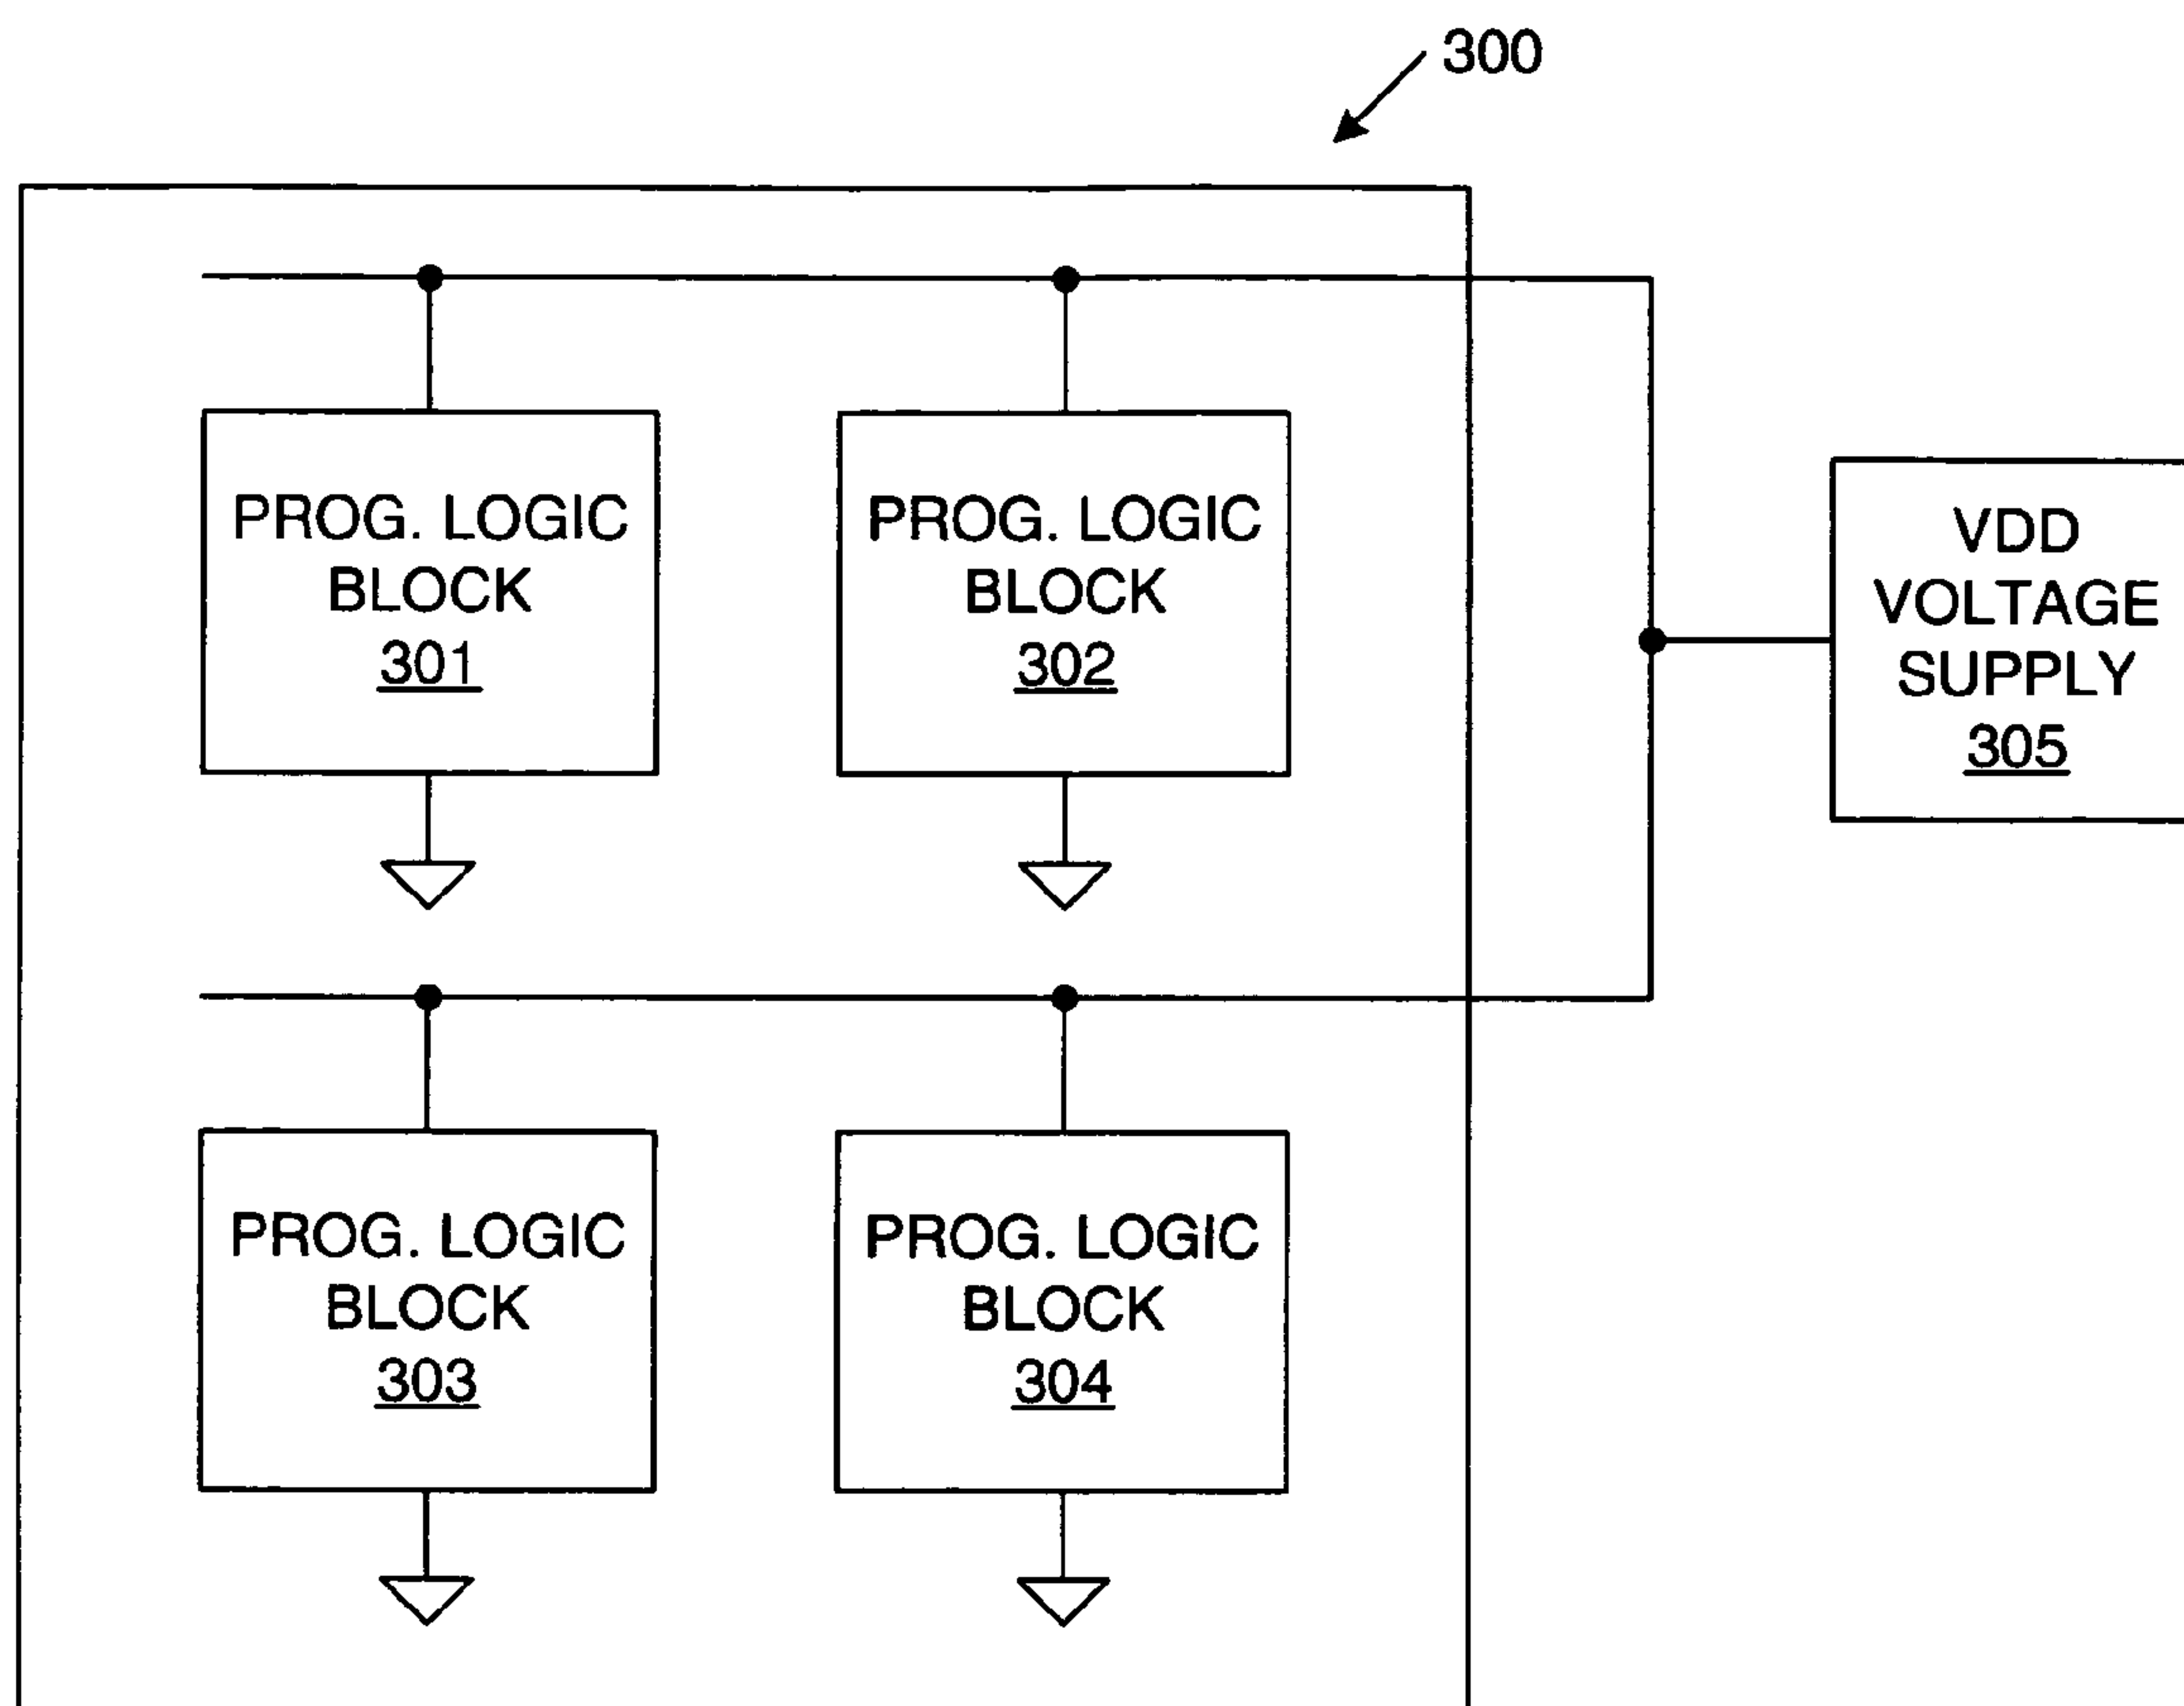 300
PROG. LOGIC
BLOCK
301
PROG. LOGIC
BLOCK
302
VDD
VOLTAGE
SUPPLY
305
PROG. LOGIC
BLOCK
303
PROG. LOGIC
BLOCK
304